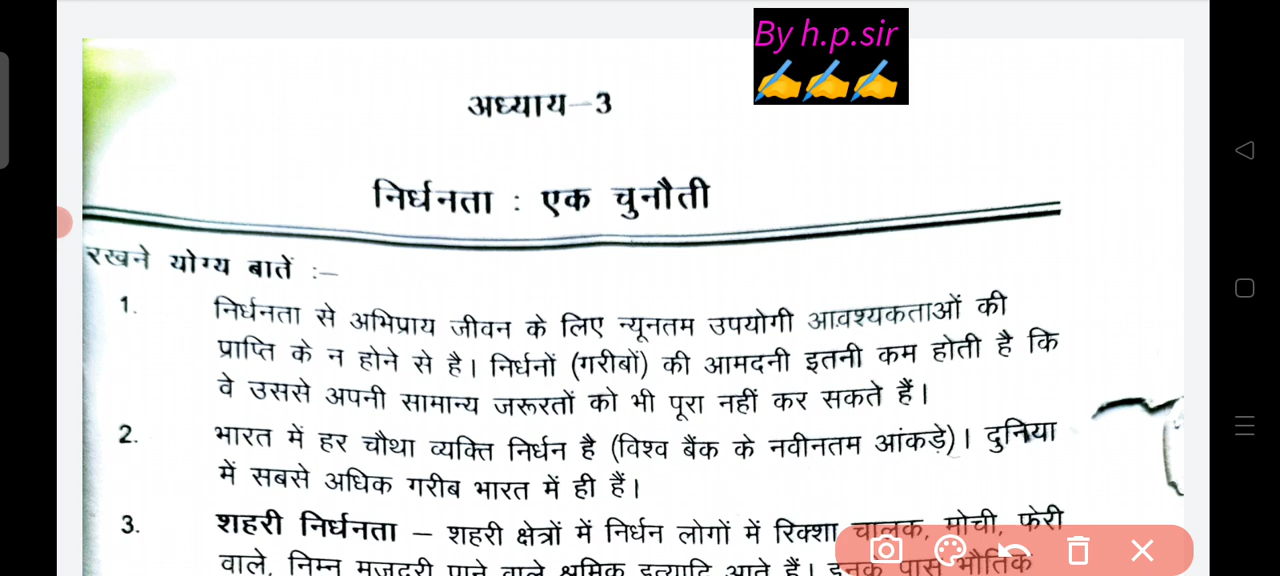 By h.p.sir
अध्याय–3
निर्धनता : एक चुनौती
रखने योग्य बातें :–
1. निर्धनता से अभिप्राय जीवन के लिए न्यूनतम उपयोगी आवश्यकताओं की
प्राप्ति के न होने से है। निर्धनों (गरीबों) की आमदनी इतनी कम होती है कि
वे उससे अपनी सामान्य जरूरतों को भी पूरा नहीं कर सकते हैं।
2. भारत में हर चौथा व्यक्ति निर्धन है (विश्व बैंक के नवीनतम आंकड़े)। दुनिया
में सबसे अधिक गरीब भारत में ही हैं।
3. शहरी निर्धनता – शहरी क्षेत्रों में निर्धन लोगों में रिक्शा चालक, मोची, फेरी
वाले, निम्न मजदूरी पाने वाले श्रमिक इत्यादि आते हैं। इनके पास भौतिक